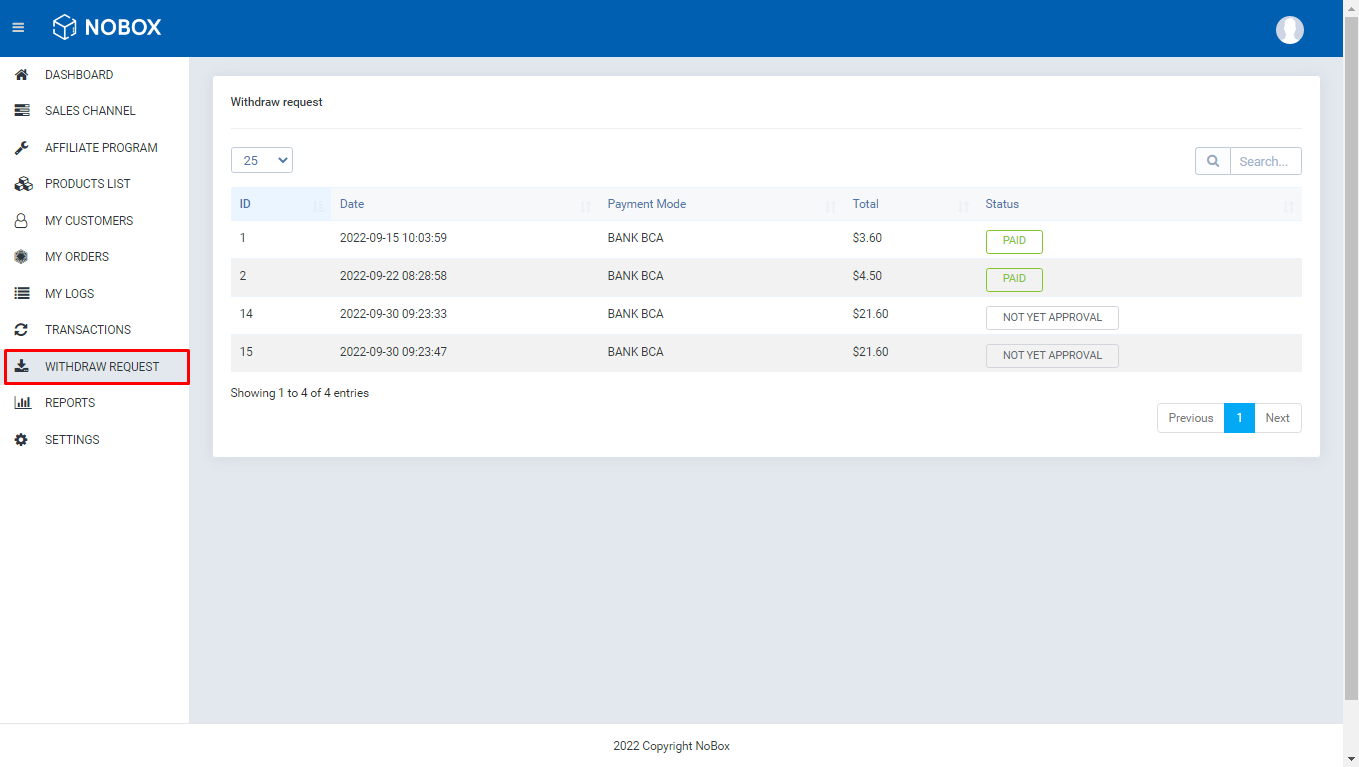 NOBOX
DASHBOARD
SALES CHANNEL
AFFILIATE PROGRAM
PRODUCTS LIST
MY CUSTOMERS
MY ORDERS
MY LOGS
TRANSACTIONS
WITHDRAW REQUEST
REPORTS
SETTINGS
Withdraw request
25 Search...
ID Date Payment Mode Total Status
1 2022-09-15 10:03:59 BANK BCA $3.60 PAID
2 2022-09-22 08:28:58 BANK BCA $4.50 PAID
14 2022-09-30 09:23:33 BANK BCA $21.60 NOT YET APPROVAL
15 2022-09-30 09:23:47 BANK BCA $21.60 NOT YET APPROVAL
Showing 1 to 4 of 4 entries
Previous 1 Next
2022 Copyright NoBox